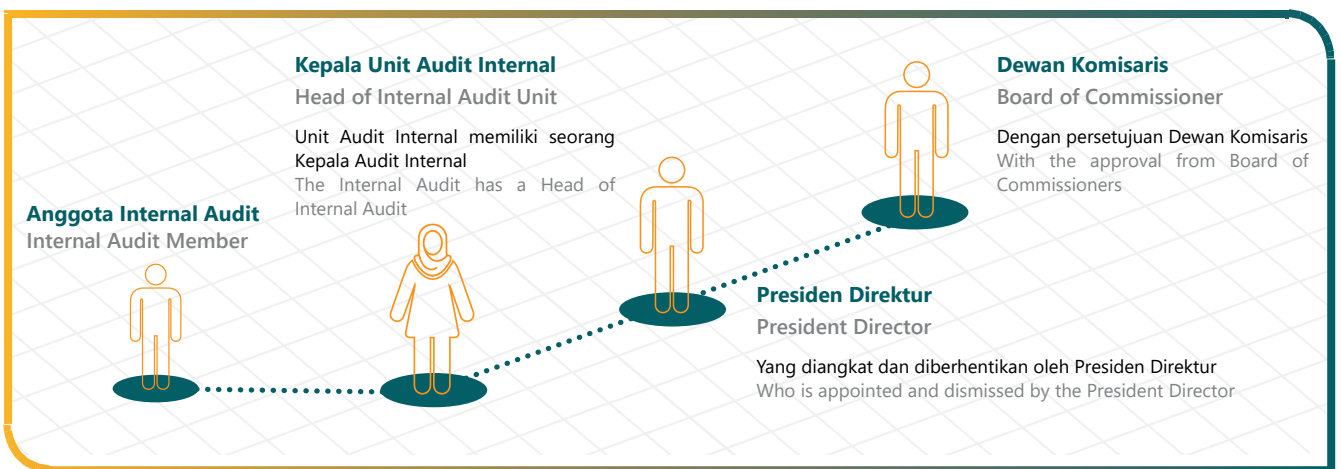 Anggota Internal Audit
Internal Audit Member
Kepala Unit Audit Internal
Head of Internal Audit Unit
Unit Audit Internal memiliki seorang
Kepala Audit Internal
The Internal Audit has a Head of
Internal Audit
Presiden Direktur
President Director
Yang diangkat dan diberhentikan oleh Presiden Direktur
Who is appointed and dismissed by the President Director
Dewan Komisaris
Board of Commissioner
Dengan persetujuan Dewan Komisaris
With the approval from Board of
Commissioners